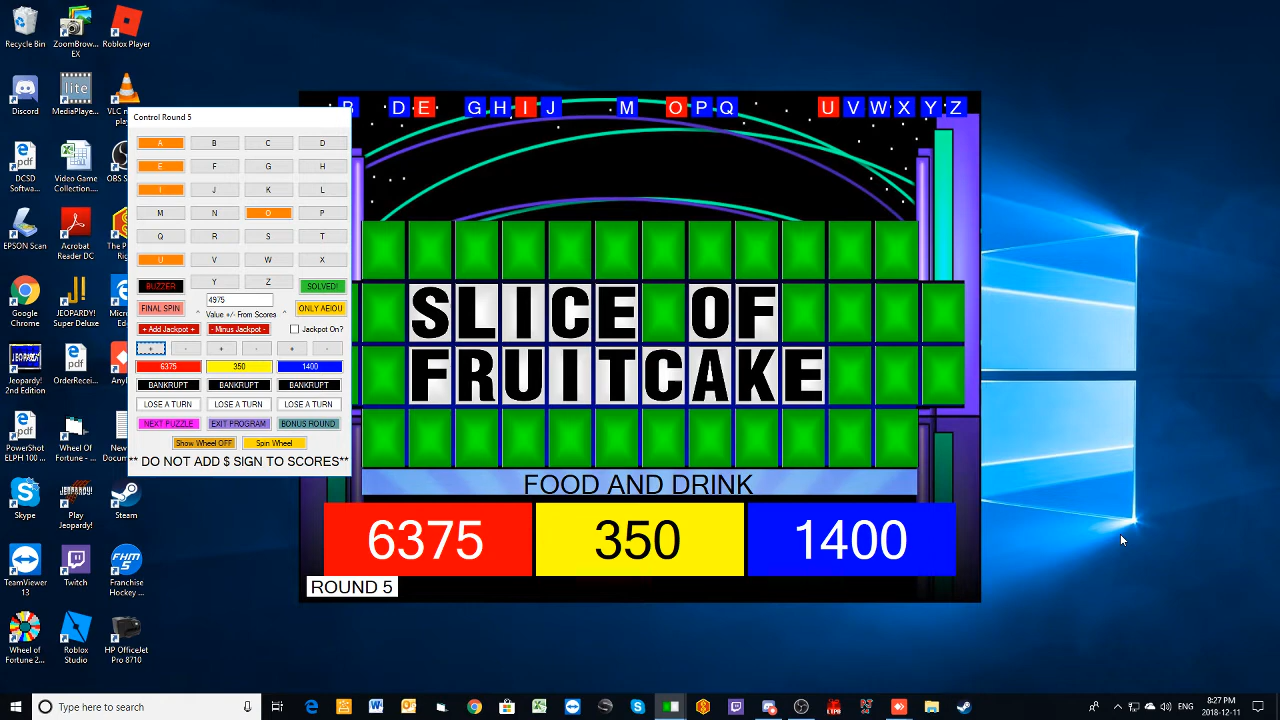 Recycle Bin
ZoomBrow... EX
Roblox Player
Discord
MediaPlaye...
VLC m
play
DCSD Softwa...
Video Game Collection....
OBS S
EPSON Scan
Acrobat Reader DC
The P
Google Chrome
JEOPARDY! Super Deluxe
Jeopardy! 2nd Edition
OrderRecei...
PowerShot ELPH 100 ...
Wheel Of Fortune - ...
Skype
Play Jeopardy!
Steam
TeamViewer 13
Twitch
Franchise Hockey ...
Wheel of Fortune 2...
Roblox Studio
HP OfficeJet Pro 8710
Control Round 5
A B C D
E F G H
I J K L
M N O P
Q R S T
U V W X
BUZZER Y Z SOLVED!
4975
FINAL SPIN ^ Value +/- From Scores ^ ONLY AEIOU
+ Add Jackpot + - Minus Jackpot - Jackpot On?
+ - + - + -
6375 350 1400
BANKRUPT BANKRUPT BANKRUPT
LOSE A TURN LOSE A TURN LOSE A TURN
NEXT PUZZLE EXIT PROGRAM BONUS ROUND
Show Wheel OFF Spin Wheel
** DO NOT ADD $ SIGN TO SCORES**
D E G H I J M O P Q U V W X Y Z
SLICE OF
FRUITCAKE
FOOD AND DRINK
6375 350 1400
ROUND 5
Type here to search
ENG
8:27 PM
2018-12-11